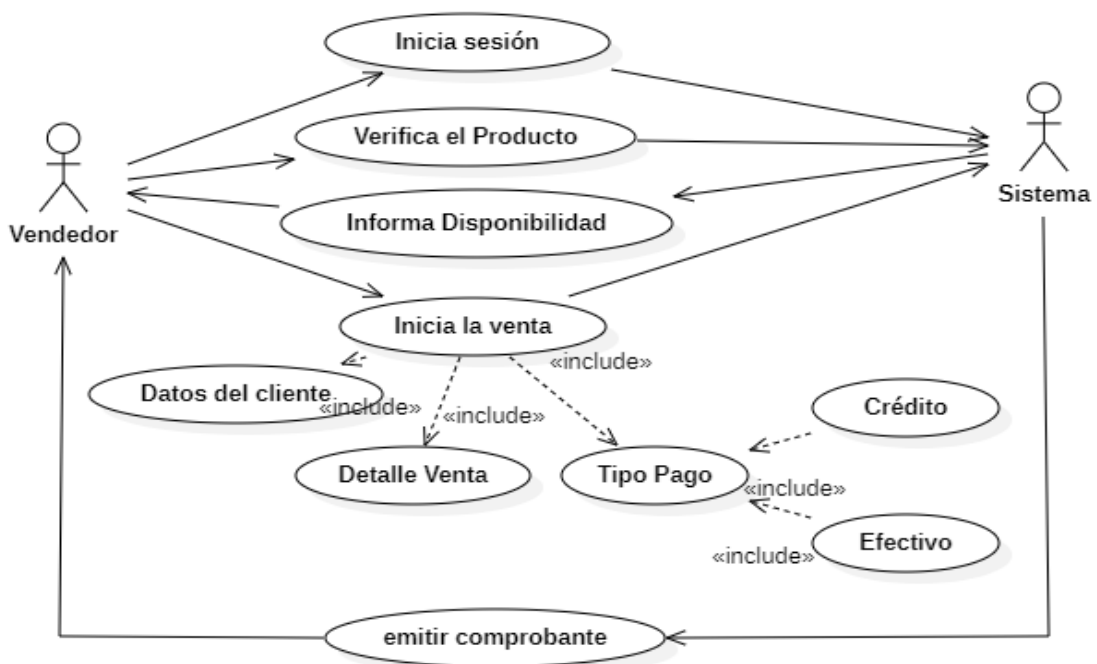 Inicia sesión
Verifica el Producto
Sistema
Informa Disponibilidad
Vendedor
Inicia la venta
«include»
Datos del cliente
«include»
«include»
Crédito
Detalle Venta
Tipo Pago
«include»
Efectivo
«include»
emitir comprobante